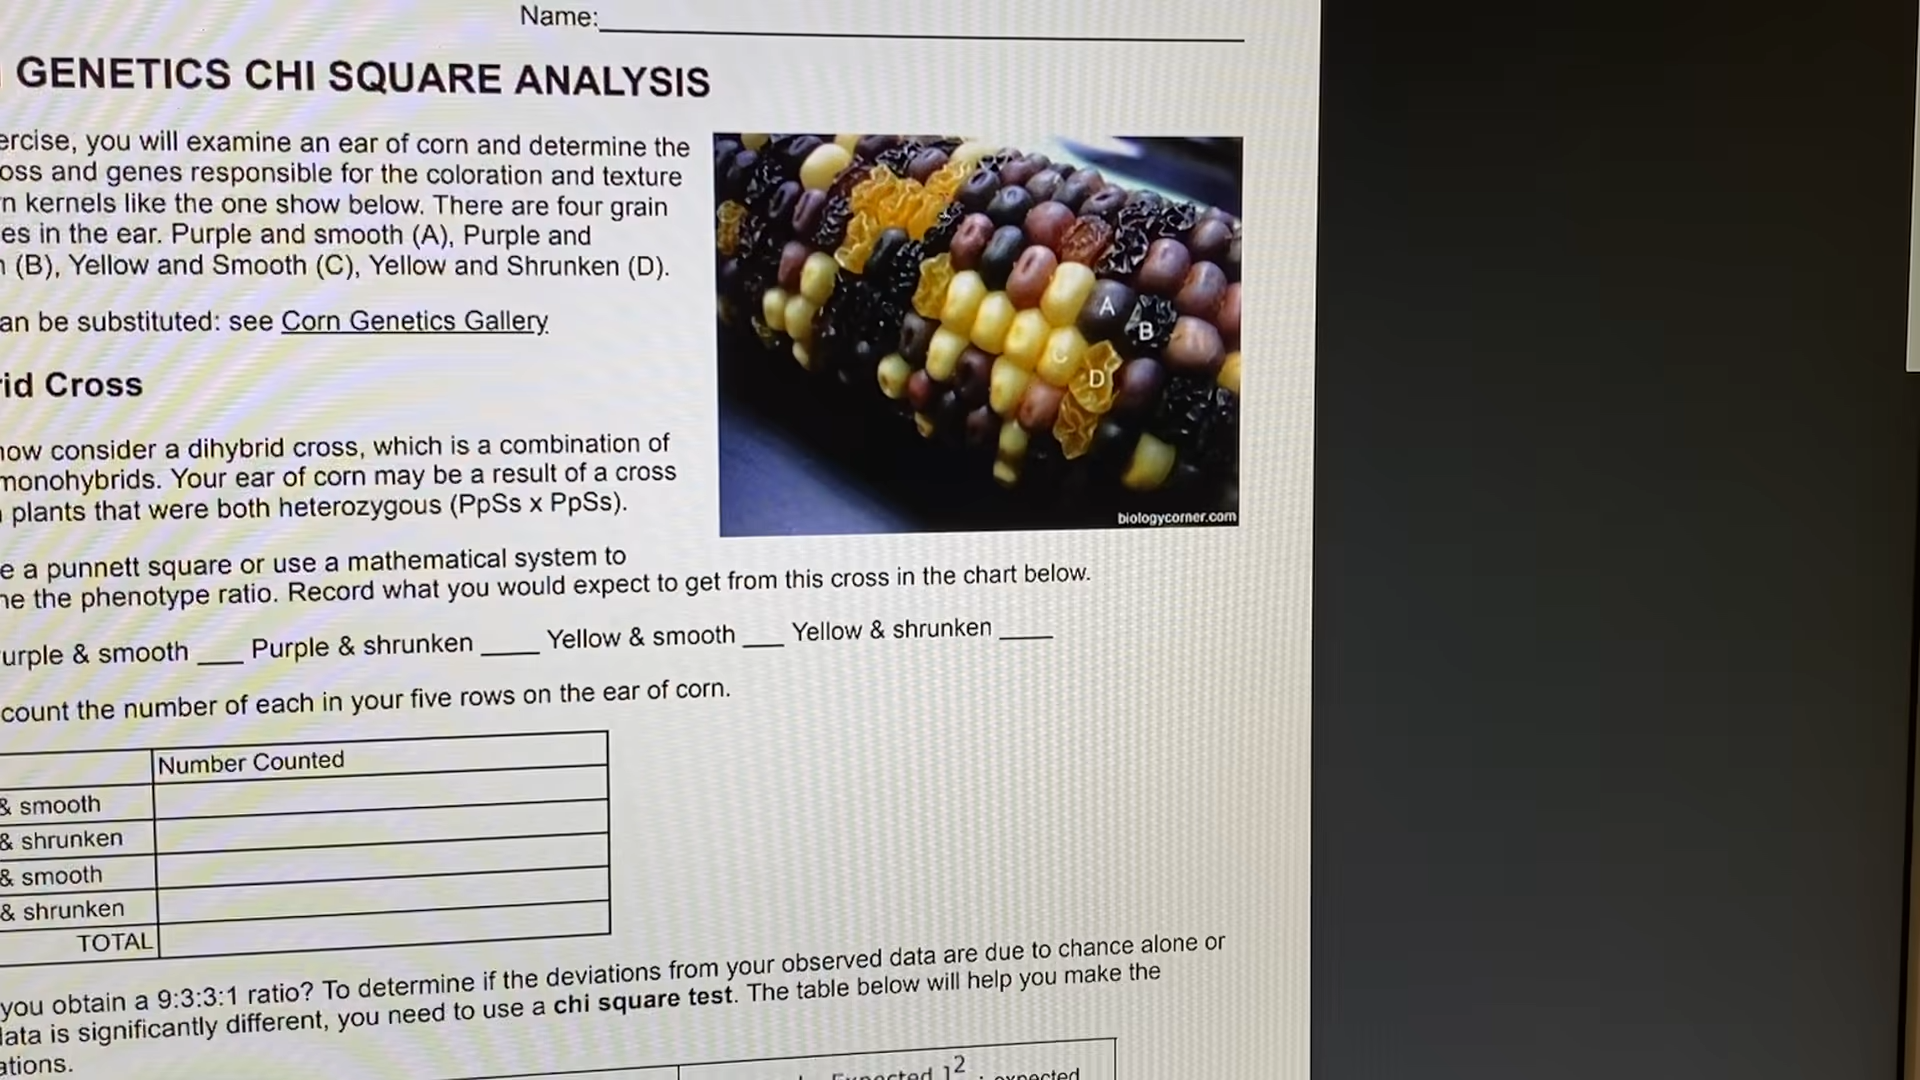 Name:
GENETICS CHI SQUARE ANALYSIS
ercise, you will examine an ear of corn and determine the
oss and genes responsible for the coloration and texture
n kernels like the one show below. There are four grain
es in the ear. Purple and smooth (A), Purple and
(B), Yellow and Smooth (C), Yellow and Shrunken (D).
an be substituted: see Corn Genetics Gallery
A
B
C
D
biologycorner.com
rid Cross
now consider a dihybrid cross, which is a combination of
monohybrids. Your ear of corn may be a result of a cross
plants that were both heterozygous (PpSs x PpSs).
e a punnett square or use a mathematical system to
ne the phenotype ratio. Record what you would expect to get from this cross in the chart below.
urple & smooth ___ Purple & shrunken ____ Yellow & smooth ___ Yellow & shrunken ____
count the number of each in your five rows on the ear of corn.
Number Counted
& smooth
& shrunken
& smooth
& shrunken
TOTAL
you obtain a 9:3:3:1 ratio? To determine if the deviations from your observed data are due to chance alone or
data is significantly different, you need to use a chi square test. The table below will help you make the
ations.
Expected ]2 ÷ expected